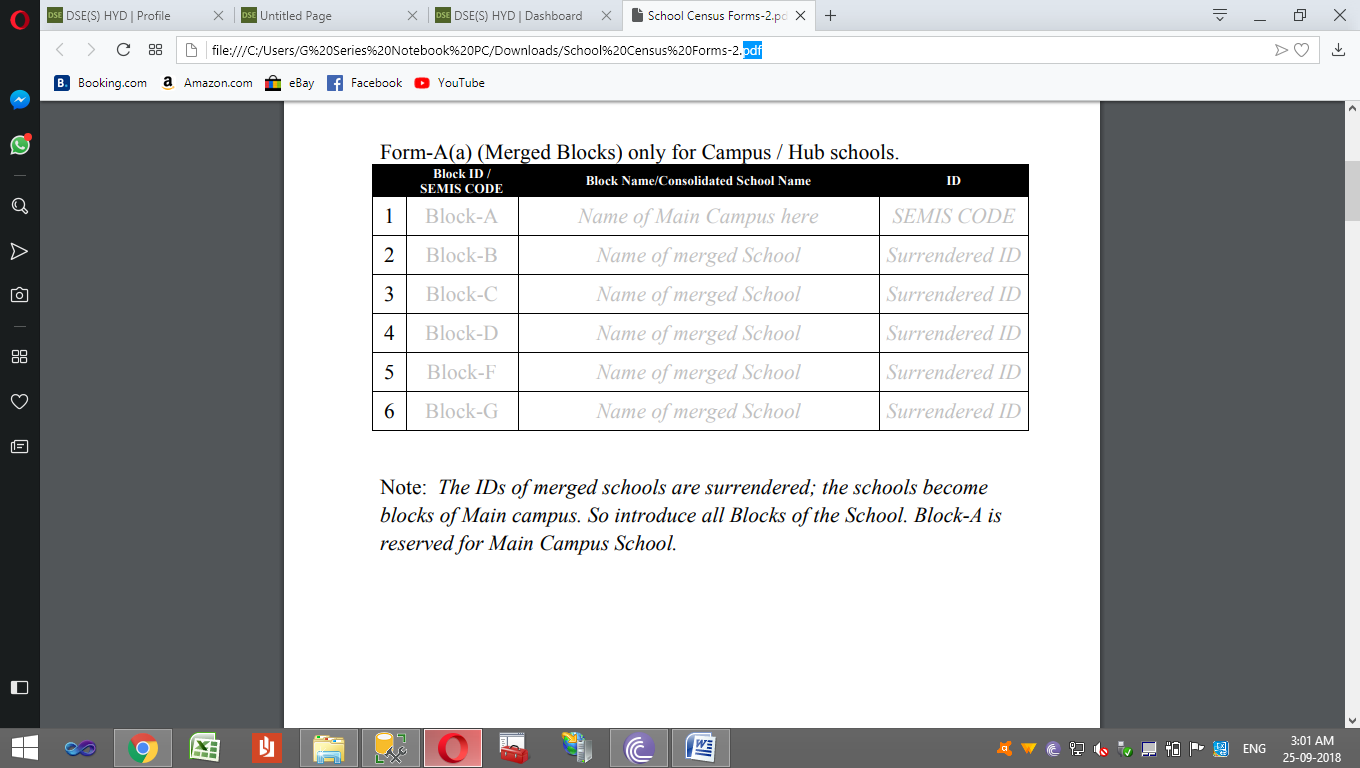 DSE DSE(S) HYD | Profile
DSE Untitled Page
DSE DSE(S) HYD | Dashboard
School Census Forms-2.pd
file:///C:/Users/G%20Series%20Notebook%20PC/Downloads/School%20Census%20Forms-2.pdf
B. Booking.com a Amazon.com eBay Facebook YouTube
Form-A(a) (Merged Blocks) only for Campus / Hub schools.
Block ID /
SEMIS CODE
Block Name/Consolidated School Name
ID
1 Block-A Name of Main Campus here SEMIS CODE
2 Block-B Name of merged School Surrendered ID
3 Block-C Name of merged School Surrendered ID
4 Block-D Name of merged School Surrendered ID
5 Block-F Name of merged School Surrendered ID
6 Block-G Name of merged School Surrendered ID
Note: The IDs of merged schools are surrendered; the schools become
blocks of Main campus. So introduce all Blocks of the School. Block-A is
reserved for Main Campus School.
ENG
3:01 AM
25-09-2018